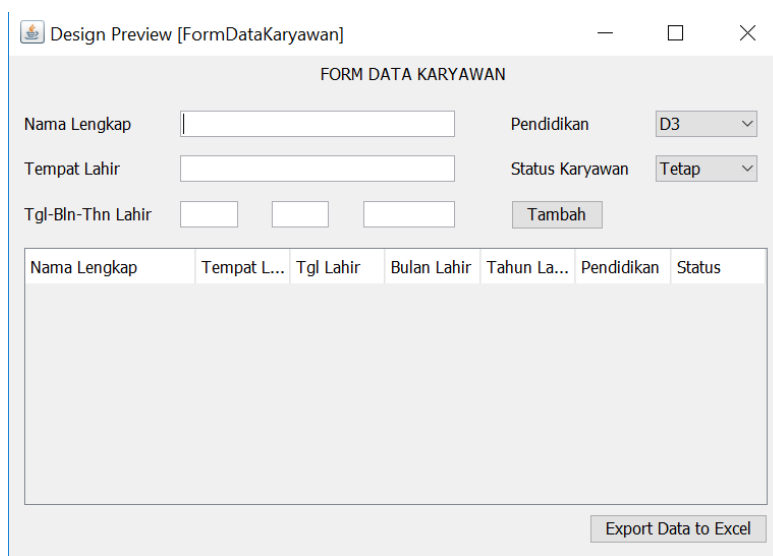 Design Preview [FormDataKaryawan]
FORM DATA KARYAWAN
Nama Lengkap Pendidikan D3
Tempat Lahir Status Karyawan Tetap
Tgl-Bln-Thn Lahir Tambah
Nama Lengkap Tempat L... Tgl Lahir Bulan Lahir Tahun La... Pendidikan Status
Export Data to Excel